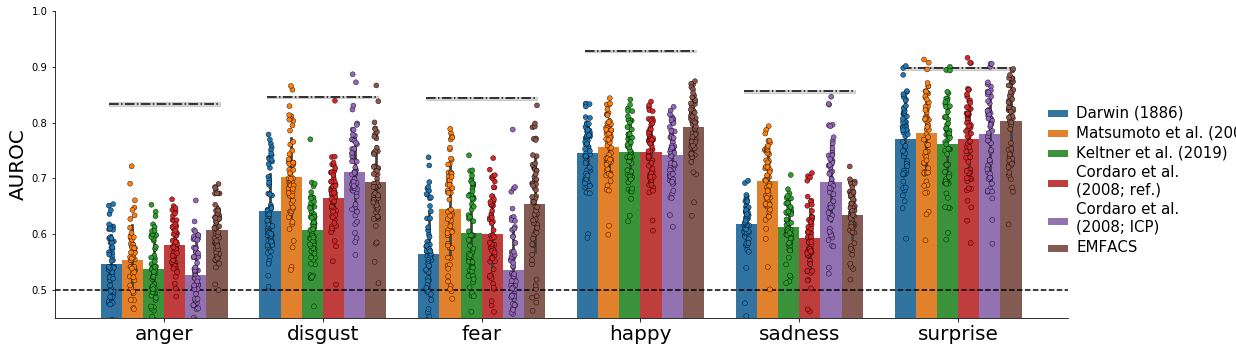 1.0
0.9
0.8
0.7
0.6
0.5
AUROC
anger
disgust
fear
happy
sadness
surprise
Darwin (1886)
Matsumoto et al. (200
Keltner et al. (2019)
Cordaro et al.
(2008; ref.)
Cordaro et al.
(2008; ICP)
EMFACS